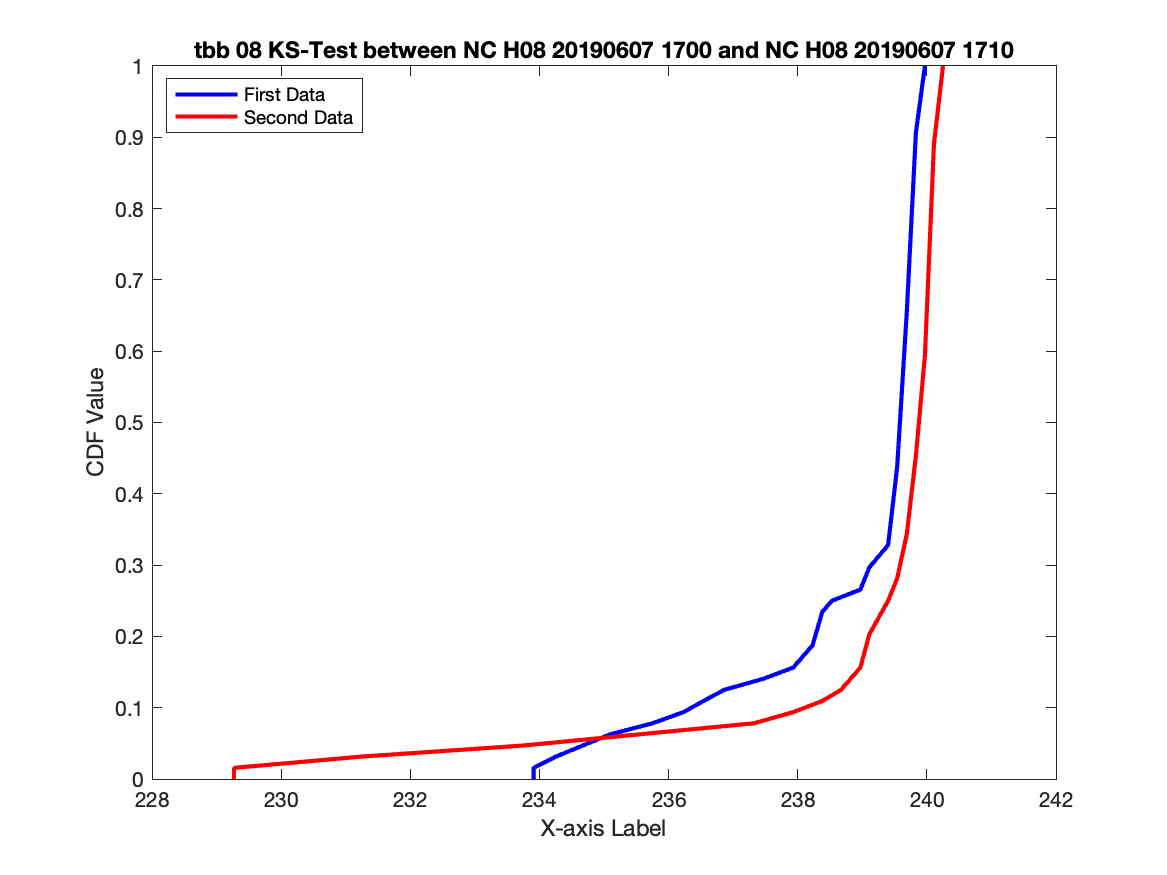 tbb 08 KS-Test between NC H08 20190607 1700 and NC H08 20190607 1710
First Data
Second Data
1
0.9
0.8
0.7
0.6
0.5
0.4
0.3
0.2
0.1
0
CDF Value
228 230 232 234 236 238 240 242
X-axis Label